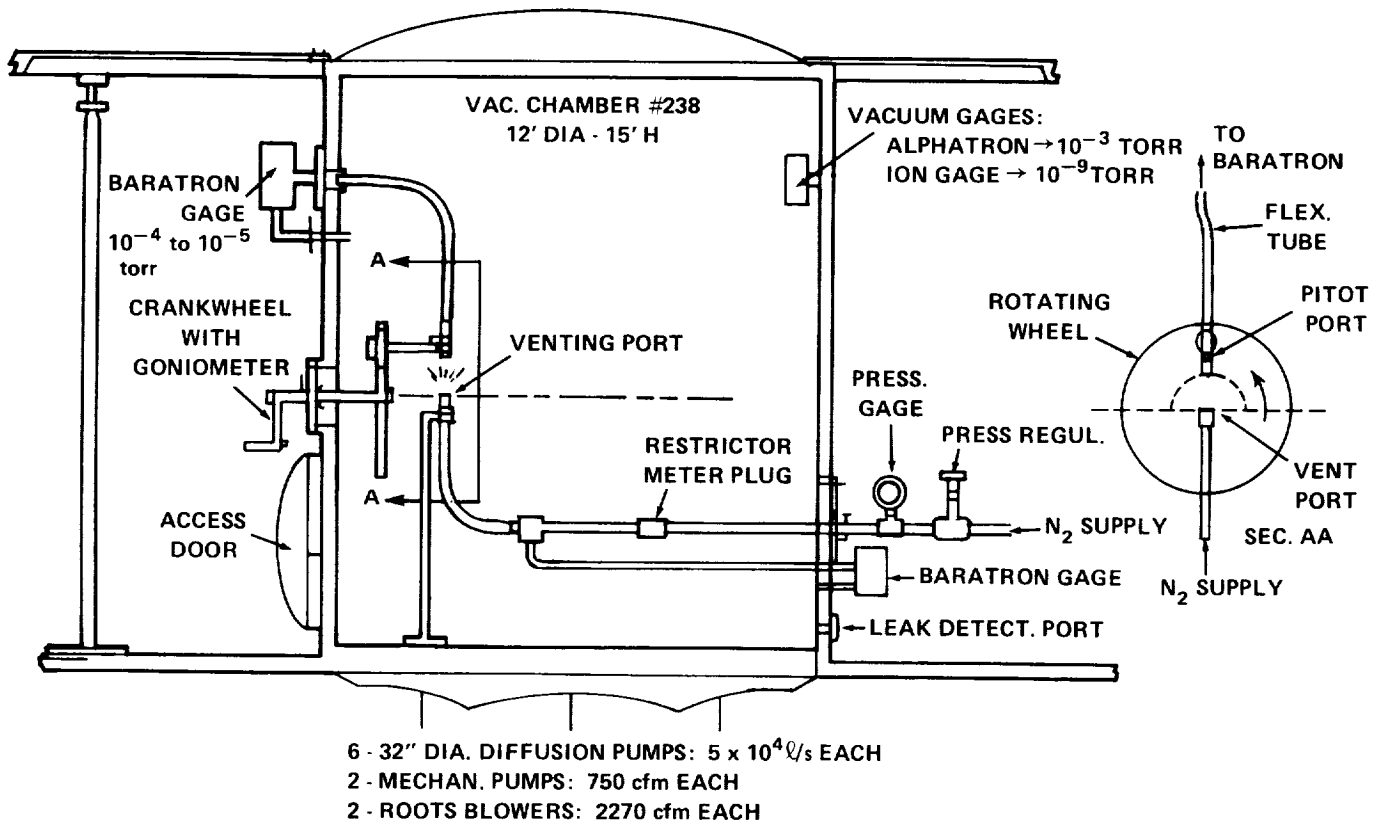 VAC. CHAMBER #238
12' DIA - 15' H
VACUUM GAGES:
ALPHATRON → 10⁻³ TORR
ION GAGE → 10⁻⁹ TORR
TO
BARATRON
BARATRON
GAGE
10⁻⁴ to 10⁻⁵
torr
FLEX.
TUBE
A
CRANKWHEEL
WITH
GONIOMETER
ROTATING
WHEEL
PITOT
PORT
VENTING PORT
PRESS.
GAGE
PRESS REGUL.
RESTRICTOR
METER PLUG
A
VENT
PORT
ACCESS
DOOR
N₂ SUPPLY
SEC. AA
BARATRON GAGE
N₂ SUPPLY
LEAK DETECT. PORT
6 - 32" DIA. DIFFUSION PUMPS: 5 x 10⁴ ℓ/s EACH
2 - MECHAN. PUMPS: 750 cfm EACH
2 - ROOTS BLOWERS: 2270 cfm EACH